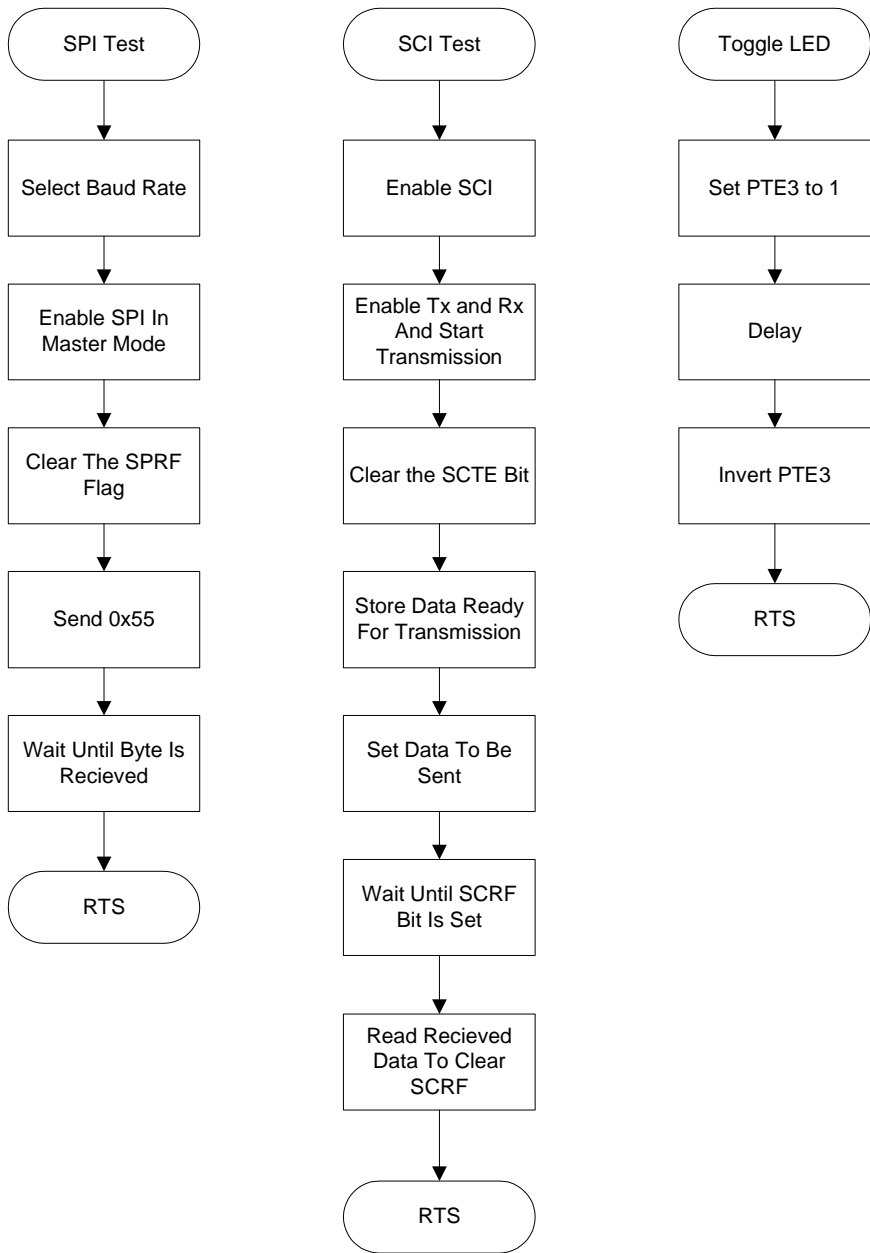 SPI Test
Select Baud Rate
Enable SPI In
Master Mode
Clear The SPRF
Flag
Send 0x55
Wait Until Byte Is
Recieved
RTS
SCI Test
Enable SCI
Enable Tx and Rx
And Start
Transmission
Clear the SCTE Bit
Store Data Ready
For Transmission
Set Data To Be
Sent
Wait Until SCRF
Bit Is Set
Read Recieved
Data To Clear
SCRF
RTS
Toggle LED
Set PTE3 to 1
Delay
Invert PTE3
RTS